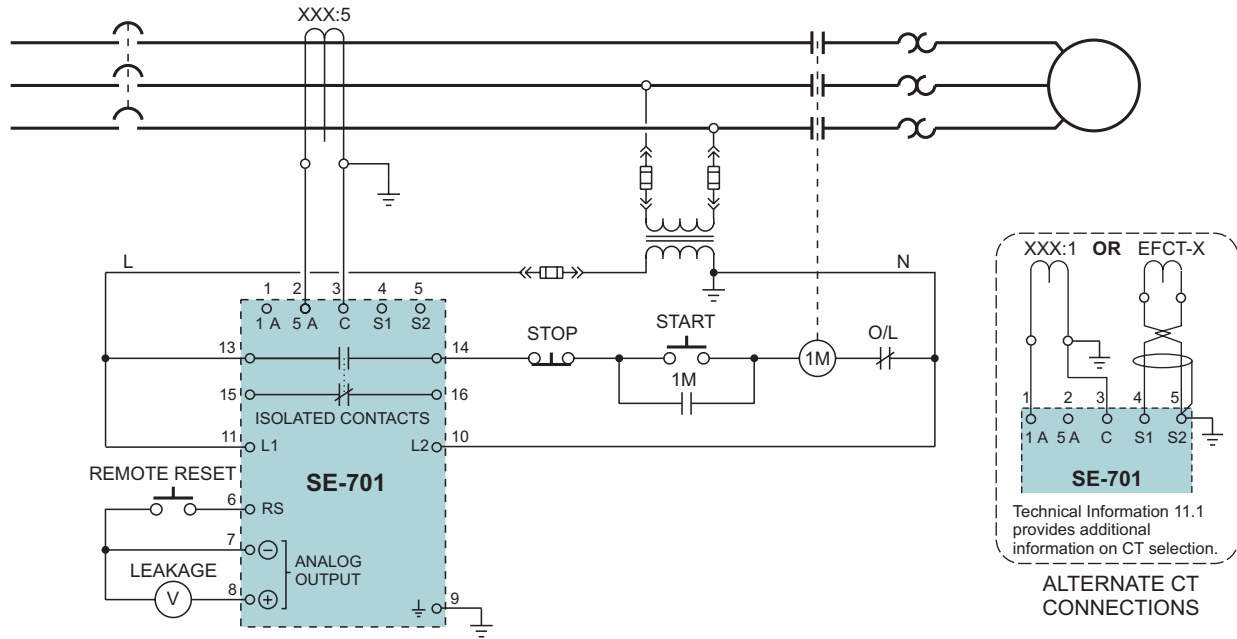 XXX:5
L
N
1 2 3 4 5
1 A 5 A C S1 S2
STOP
START
O/L
13
14
1M
1M
15
16
ISOLATED CONTACTS
11
L1
L2
10
SE-701
REMOTE RESET
6
RS
7
−
ANALOG
OUTPUT
LEAKAGE
V
8
+
9
XXX:1 OR EFCT-X
1 2 3 4 5
1 A 5 A C S1 S2
SE-701
Technical Information 11.1
provides additional
information on CT selection.
ALTERNATE CT
CONNECTIONS